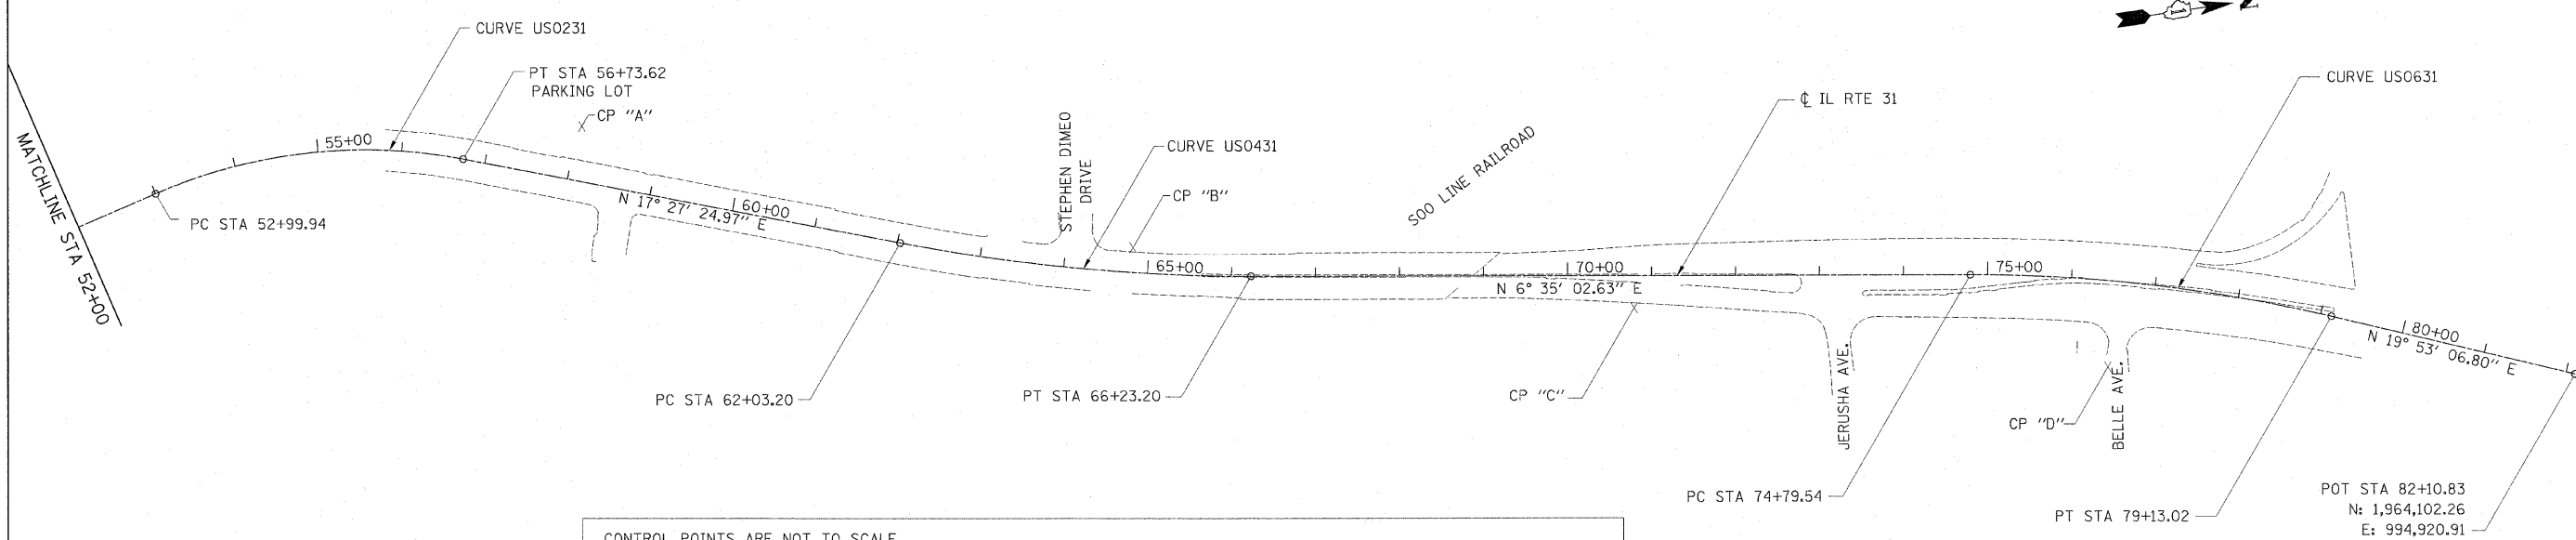 CURVE US0231
PT STA 56+73.62
PARKING LOT
CP "A"
55+00
MATCHLINE STA 52+00
PC STA 52+99.94
N 17° 27' 24.97" E
60+00
STEPHEN DIMEO
DRIVE
CURVE US0431
CP "B"
65+00
SOO LINE RAILROAD
℄ IL RTE 31
70+00
N 6° 35' 02.63" E
CURVE US0631
75+00
80+00
N 19° 53' 06.80" E
PC STA 62+03.20
PT STA 66+23.20
CP "C"
JERUSHA AVE.
CP "D"
BELLE AVE.
PC STA 74+79.54
PT STA 79+13.02
POT STA 82+10.83
N: 1,964,102.26
E: 994,920.91
CONTROL POINTS ARE NOT TO SCALE